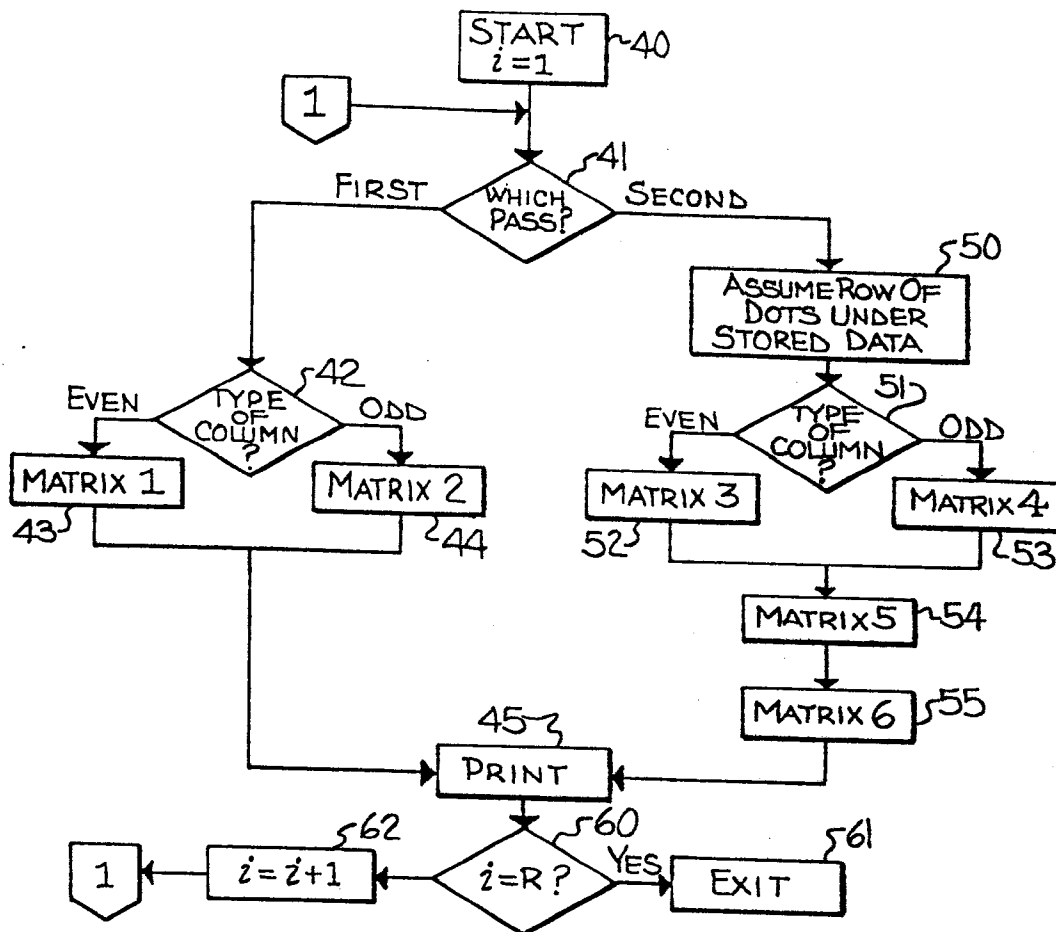 START
i=1
40
1
41
FIRST
WHICH
PASS?
SECOND
50
ASSUME ROW OF
DOTS UNDER
STORED DATA
42
EVEN
TYPE
OF
COLUMN
?
ODD
51
EVEN
TYPE
OF
COLUMN
?
ODD
MATRIX 1
MATRIX 2
MATRIX 3
MATRIX 4
43
44
52
53
MATRIX 5
54
MATRIX 6
55
45
PRINT
62
60
61
1
i=i+1
i=R?
YES
EXIT